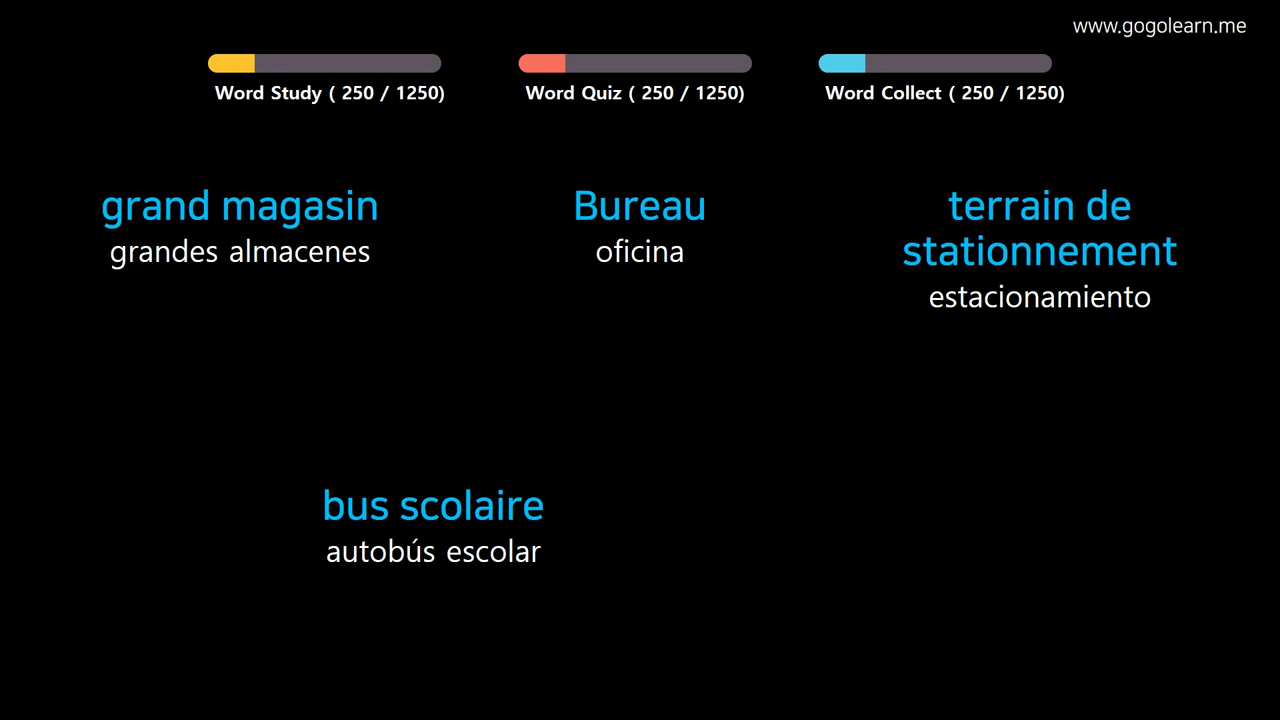 www.gogolearn.me
Word Study ( 250 / 1250)
Word Quiz ( 250 / 1250)
Word Collect ( 250 / 1250)
grand magasin
grandes almacenes
Bureau
oficina
terrain de
stationnement
estacionamiento
bus scolaire
autobús escolar